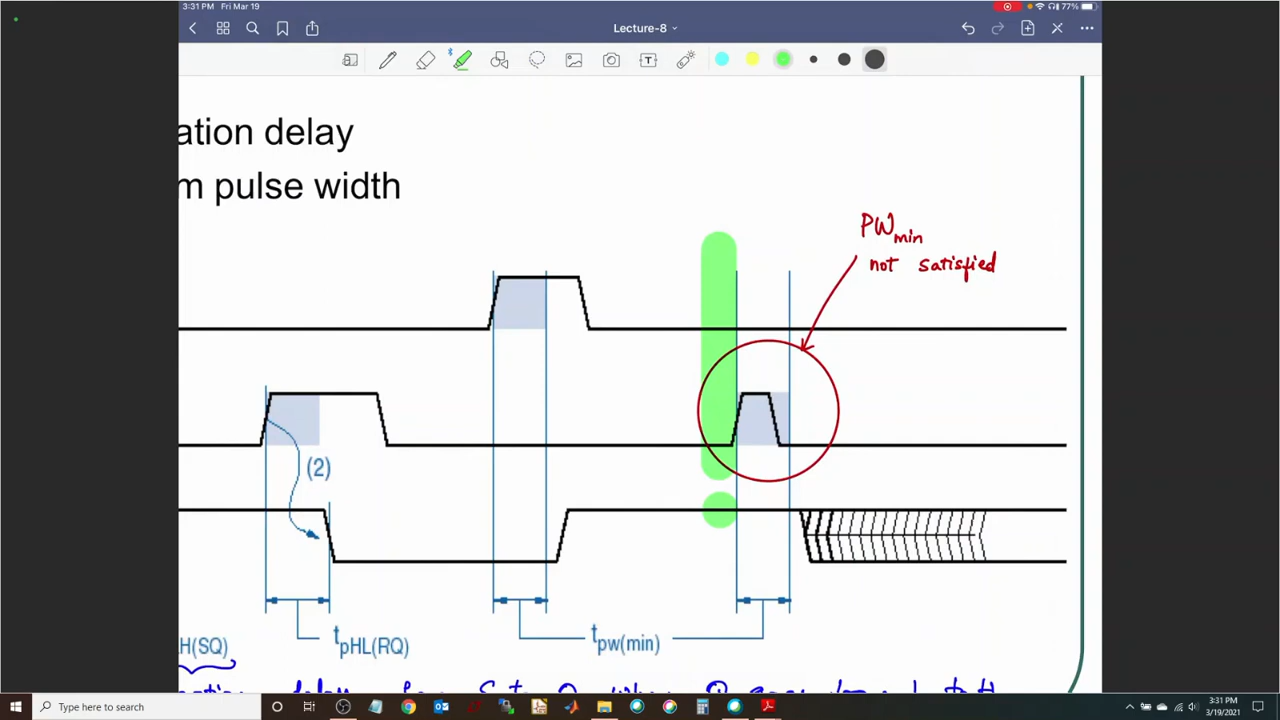 3:31 PM Fri Mar 19
77%
Lecture-8
ation delay
m pulse width
PWmin
not satisfied
(2)
H(SQ)
tpHL(RQ)
tpw(min)
Type here to search
3:31 PM
3/19/2021